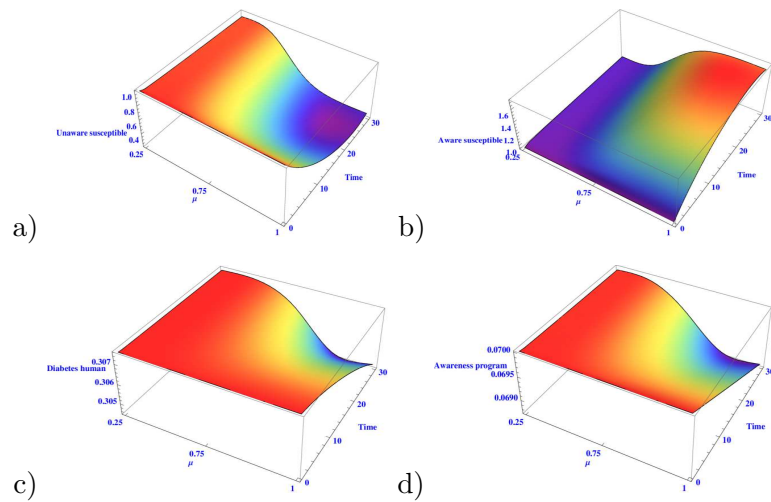 1.0
0.8
0.6
0.4
Unaware susceptible
0.25
0.75
μ
1
0
10
20
30
Time
a)
1.6
1.4
1.2
1.0
Aware susceptible
0.25
0.75
μ
1
0
10
20
30
Time
b)
0.307
0.306
0.305
Diabetes human
0.25
0.75
μ
1
0
10
20
30
Time
c)
0.0700
0.0695
0.0690
Awareness program
0.25
0.75
μ
1
0
10
20
30
Time
d)